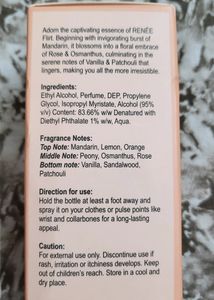 Adorn the captivating essence of RENÉE
Flirt. Beginning with invigorating burst of
Mandarin, it blossoms into a floral embrace
of Rose & Osmanthus, culminating in the
serene notes of Vanilla & Patchouli that
lingers, making you all the more irresistible.
Ingredients:
Ethyl Alcohol, Perfume, DEP, Propylene
Glycol, Isopropyl Myristate, Alcohol (95%
v/v) Content: 83.66% w/w Denatured with
Diethyl Phthalate 1% w/w, Aqua.
Fragrance Notes:
Top Note: Mandarin, Lemon, Orange
Middle Note: Peony, Osmanthus, Rose
Bottom note: Vanilla, Sandalwood,
Patchouli
Direction for use:
Hold the bottle at least a foot away and
spray it on your clothes or pulse points like
wrist and collarbones for a long-lasting
appeal.
Caution:
For external use only. Discontinue use if
rash, irritation or itchiness develops. Keep
out of children's reach. Store in a cool and
dry place.